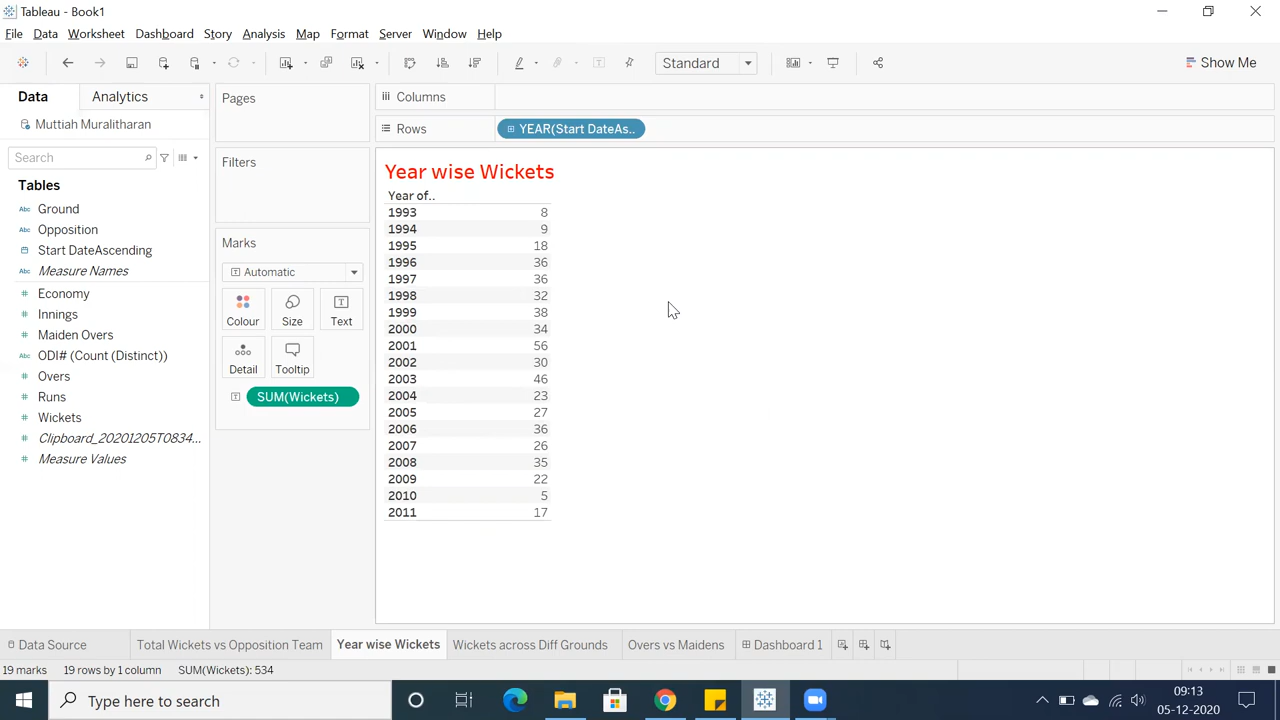 Tableau - Book1
File Data Worksheet Dashboard Story Analysis Map Format Server Window Help
Standard
Show Me
Data Analytics
Muttiah Muralitharan
Search
Tables
Abc Ground
Abc Opposition
Start DateAscending
Abc Measure Names
# Economy
# Innings
# Maiden Overs
Abc ODI# (Count (Distinct))
# Overs
# Runs
# Wickets
# Clipboard_20201205T0834...
# Measure Values
Pages
Filters
Marks
Automatic
Colour Size Text
Detail Tooltip
SUM(Wickets)
Columns
Rows YEAR(Start DateAs..
Year wise Wickets
Year of..
1993 8
1994 9
1995 18
1996 36
1997 36
1998 32
1999 38
2000 34
2001 56
2002 30
2003 46
2004 23
2005 27
2006 36
2007 26
2008 35
2009 22
2010 5
2011 17
Data Source Total Wickets vs Opposition Team Year wise Wickets Wickets across Diff Grounds Overs vs Maidens Dashboard 1
19 marks 19 rows by 1 column SUM(Wickets): 534
Type here to search
09:13
05-12-2020